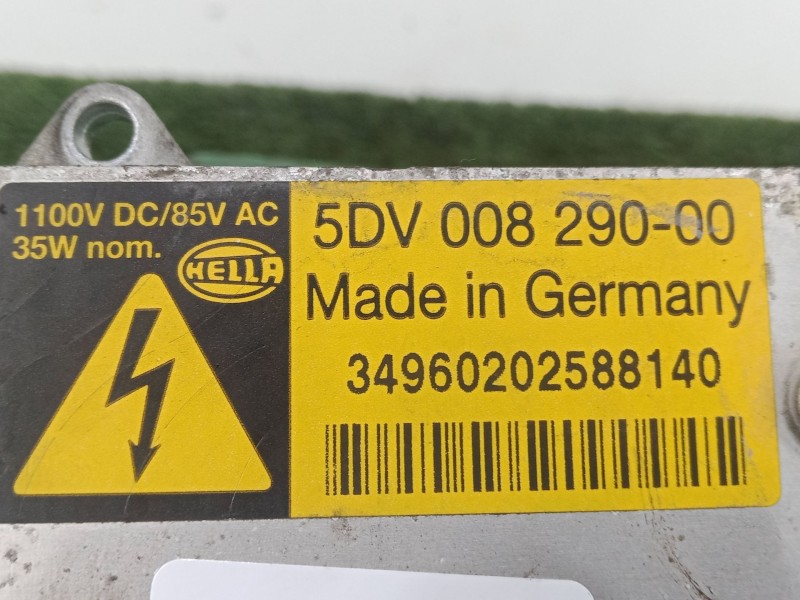 1100V DC/85V AC
35W nom.
HELLA
5DV 008 290-00
Made in Germany
34960202588140